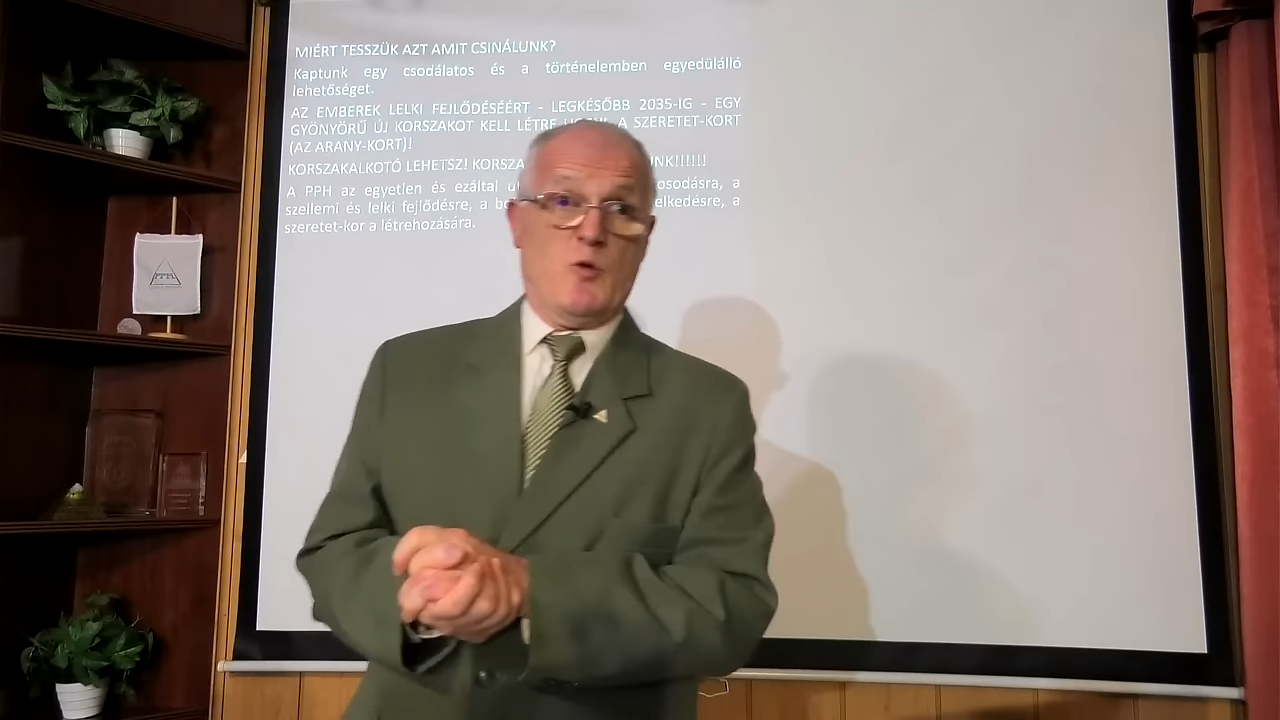 MIÉRT TESSZÜK AZT AMIT CSINÁLUNK?
Kaptunk egy csodálatos és a történelemben egyedülálló
lehetőséget.
AZ EMBEREK LELKI FEJLŐDÉSÉÉRT - LEGKÉSŐBB 2035-IG - EGY
GYÖNYÖRŰ ÚJ KORSZAKOT KELL LÉTRE A SZERETET-KORT
(AZ ARANY-KORT)!
KORSZAKALKOTÓ LEHETSZ!
A PPH az egyetlen és ezáltal
szellemi és lelki fejlődésre, a
szeretet-kor a létrehozására.